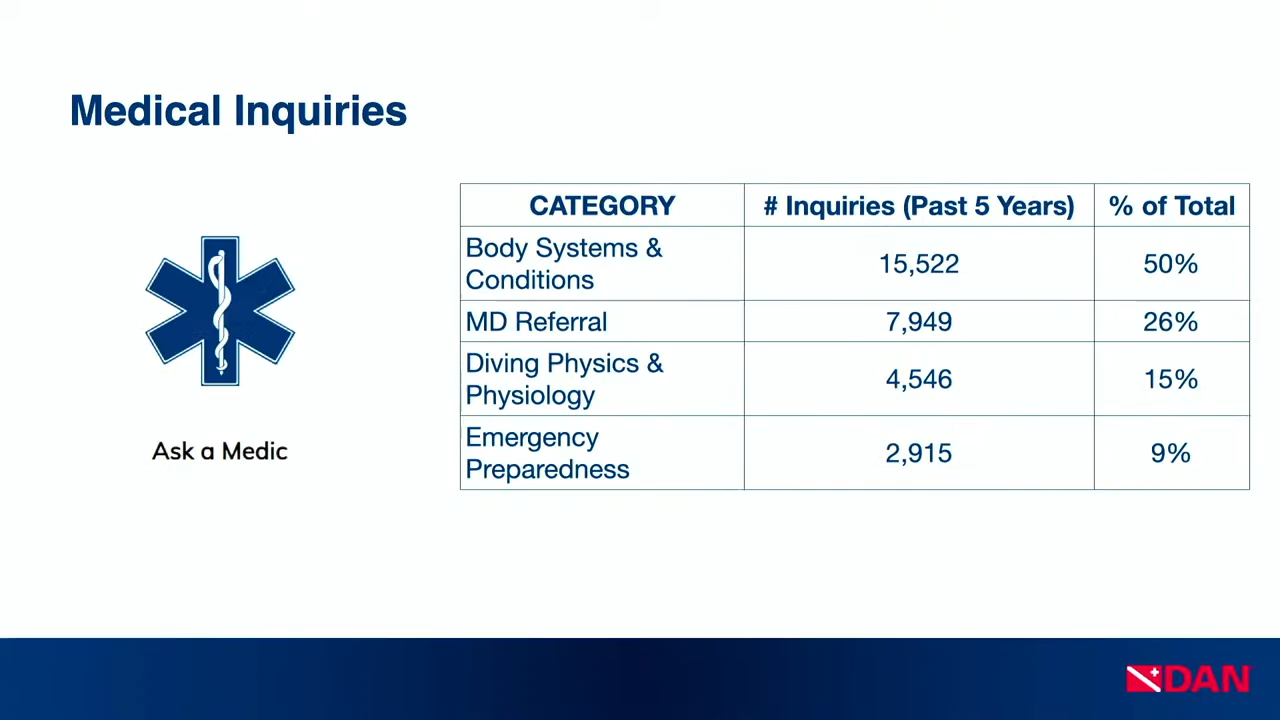 Medical Inquiries
CATEGORY # Inquiries (Past 5 Years) % of Total
Body Systems &
Conditions 15,522 50%
MD Referral 7,949 26%
Diving Physics &
Physiology 4,546 15%
Emergency
Preparedness 2,915 9%
Ask a Medic
DAN